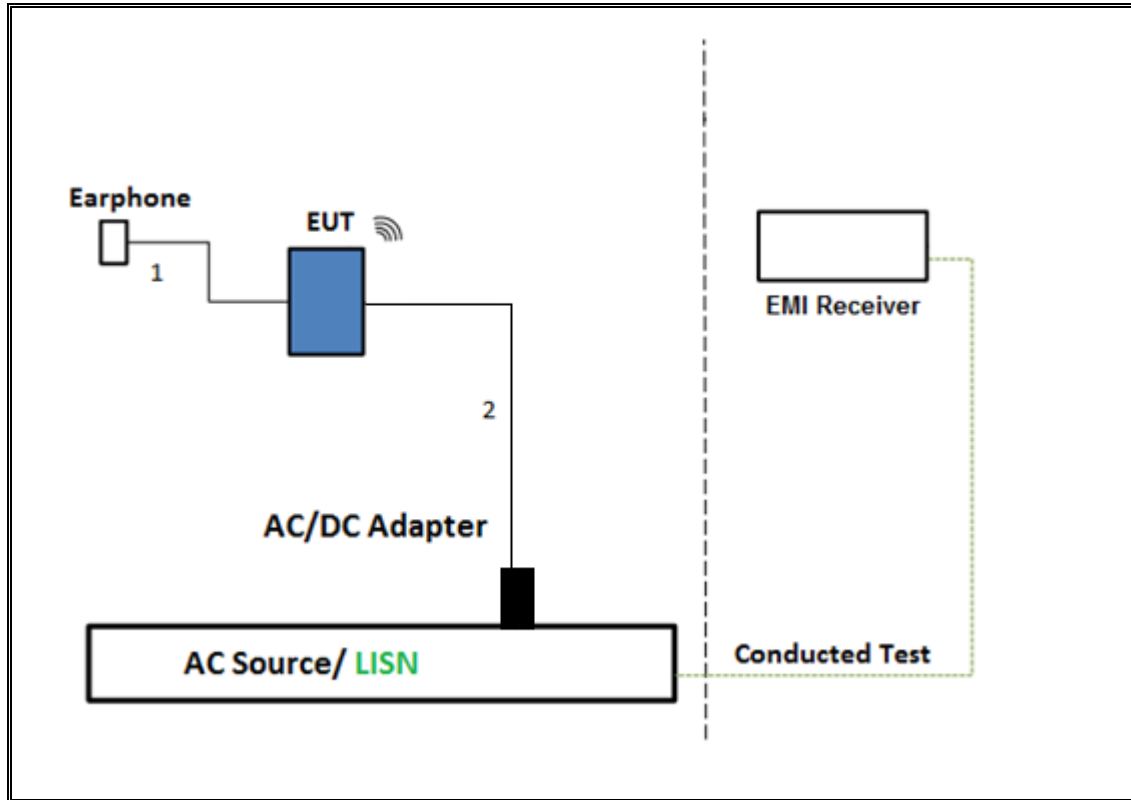 Earphone
EUT
1
EMI Receiver
2
AC/DC Adapter
AC Source/ LISN
Conducted Test